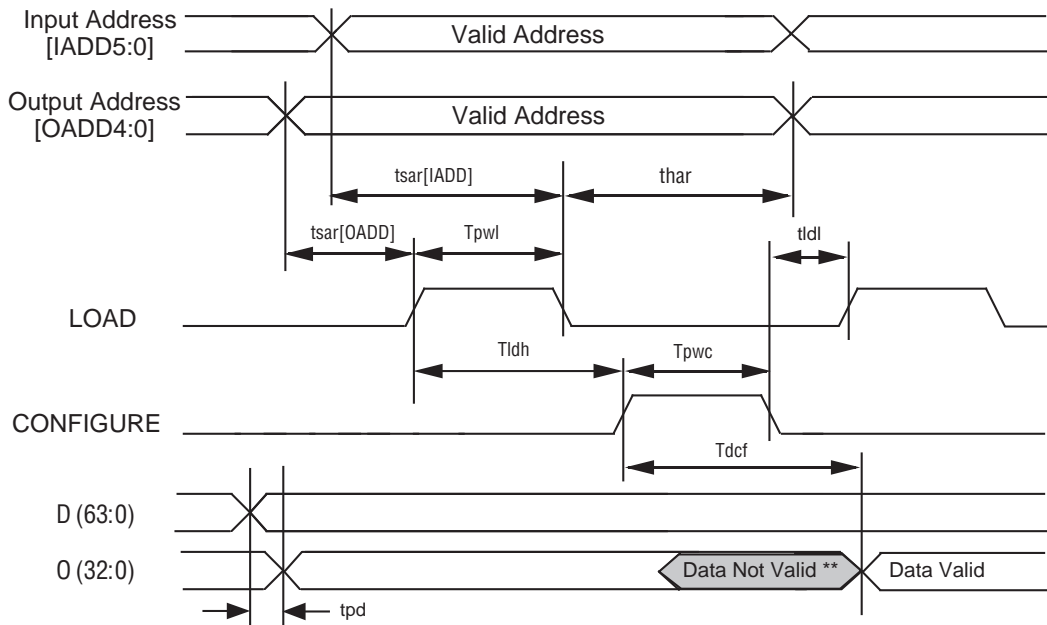 Input Address
[IADD5:0]
Valid Address
Output Address
[OADD4:0]
Valid Address
tsar[IADD]
thar
tsar[OADD]
Tpwl
tldl
LOAD
Tldh
Tpwc
CONFIGURE
Tdcf
D (63:0)
O (32:0)
Data Not Valid **
Data Valid
tpd